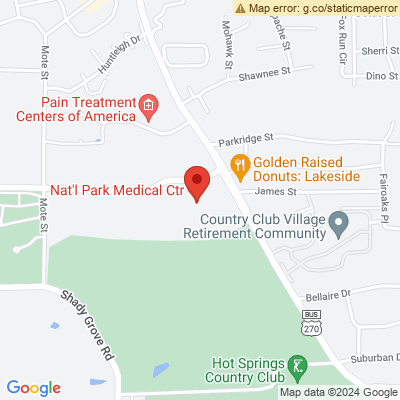 Map error: g.co/staticmaperror
Mote St
Huntleigh Dr
Mohawk St
Apache St
Fox Run Cir
Sherri St
Shawnee St
Dino St
Pain Treatment
Centers of America
Parkridge St
Golden Raised
Donuts: Lakeside
Nat'l Park Medical Ctr
James St
Fairoaks Pl
Mote St
Country Club Village
Retirement Community
Shady Grove Rd
Bellaire Dr
BUS
270
Hot Springs
Country Club
Suburban D
Google
Map data ©2024 Google